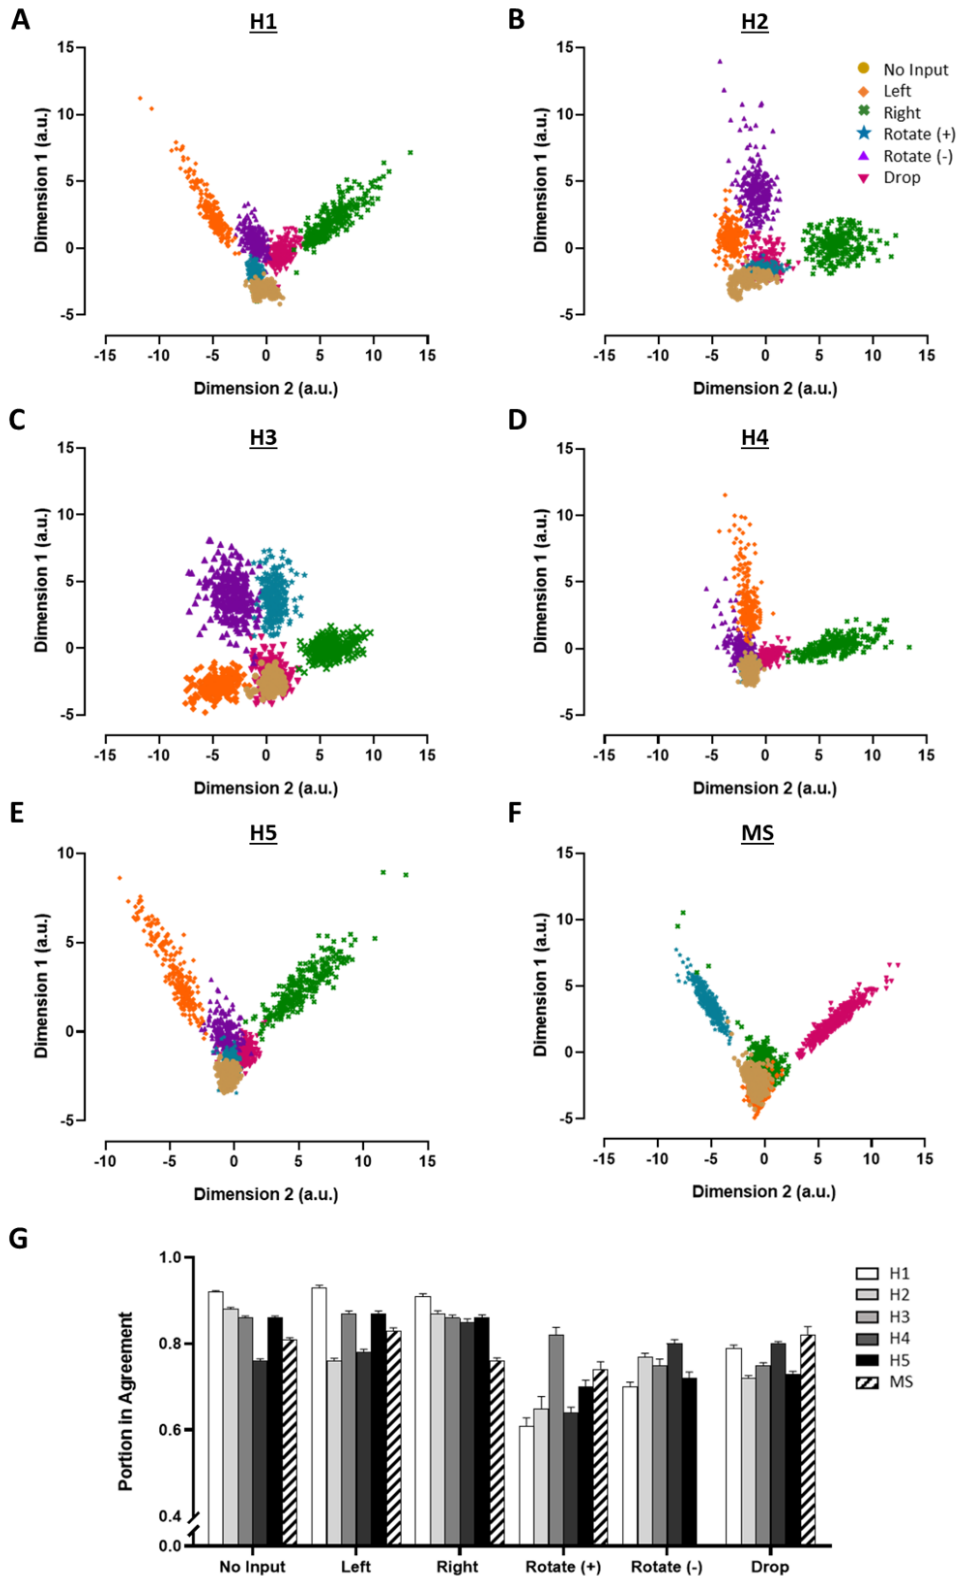 A
H1
15
10
5
0
-5
Dimension 1 (a.u.)
-15 -10 -5 0 5 10 15
Dimension 2 (a.u.)
B
H2
15
10
5
0
-5
Dimension 1 (a.u.)
-15 -10 -5 0 5 10 15
Dimension 2 (a.u.)
No Input
Left
Right
Rotate (+)
Rotate (-)
Drop
C
H3
15
10
5
0
-5
Dimension 1 (a.u.)
-15 -10 -5 0 5 10 15
Dimension 2 (a.u.)
D
H4
15
10
5
0
-5
Dimension 1 (a.u.)
-15 -10 -5 0 5 10 15
Dimension 2 (a.u.)
E
H5
10
5
0
-5
Dimension 1 (a.u.)
-10 -5 0 5 10 15
Dimension 2 (a.u.)
F
MS
15
10
5
0
-5
Dimension 1 (a.u.)
-15 -10 -5 0 5 10 15
Dimension 2 (a.u.)
G
1.0
0.8
0.6
0.4
0.0
Portion in Agreement
No Input Left Right Rotate (+) Rotate (-) Drop
H1
H2
H3
H4
H5
MS